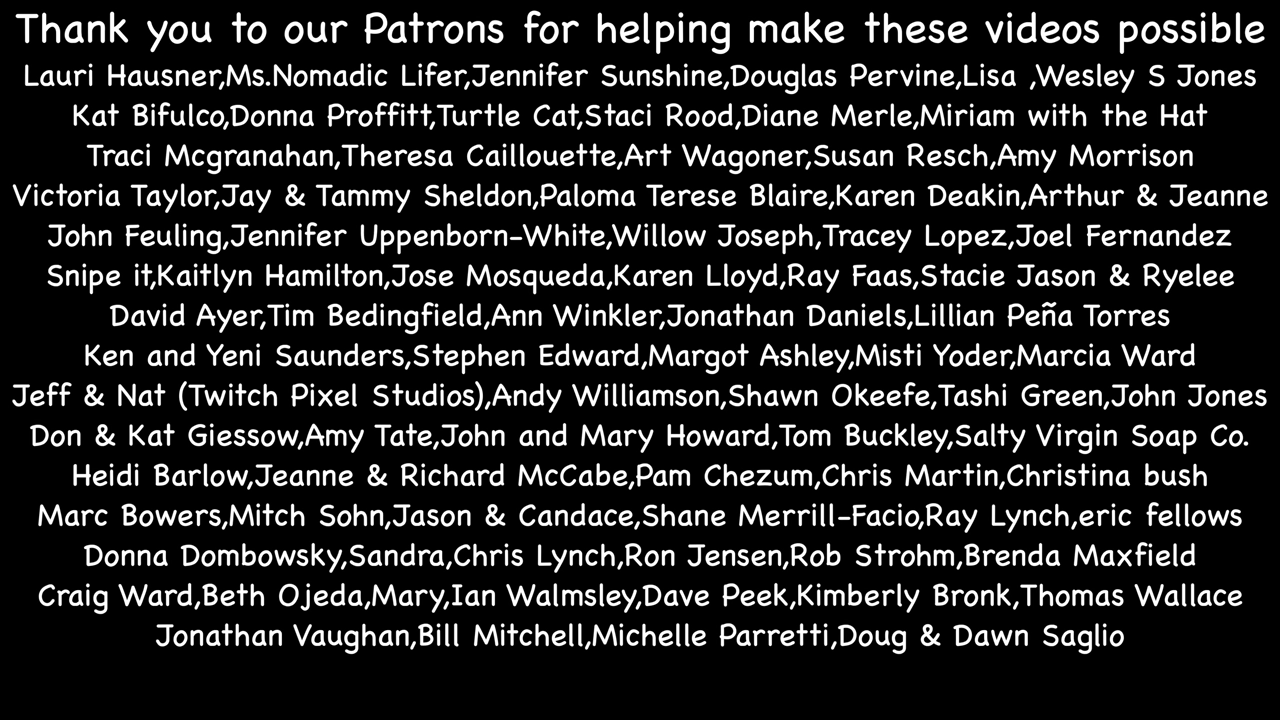 Thank you to our Patrons for helping make these videos possible
Lauri Hausner,Ms.Nomadic Lifer,Jennifer Sunshine,Douglas Pervine,Lisa ,Wesley S Jones
Kat Bifulco,Donna Proffitt,Turtle Cat,Staci Rood,Diane Merle,Miriam with the Hat
Traci Mcgranahan,Theresa Caillouette,Art Wagoner,Susan Resch,Amy Morrison
Victoria Taylor,Jay & Tammy Sheldon,Paloma Terese Blaire,Karen Deakin,Arthur & Jeanne
John Feuling,Jennifer Uppenborn-White,Willow Joseph,Tracey Lopez,Joel Fernandez
Snipe it,Kaitlyn Hamilton,Jose Mosqueda,Karen Lloyd,Ray Faas,Stacie Jason & Ryelee
David Ayer,Tim Bedingfield,Ann Winkler,Jonathan Daniels,Lillian Peña Torres
Ken and Yeni Saunders,Stephen Edward,Margot Ashley,Misti Yoder,Marcia Ward
Jeff & Nat (Twitch Pixel Studios),Andy Williamson,Shawn Okeefe,Tashi Green,John Jones
Don & Kat Giessow,Amy Tate,John and Mary Howard,Tom Buckley,Salty Virgin Soap Co.
Heidi Barlow,Jeanne & Richard McCabe,Pam Chezum,Chris Martin,Christina bush
Marc Bowers,Mitch Sohn,Jason & Candace,Shane Merrill-Facio,Ray Lynch,eric fellows
Donna Dombowsky,Sandra,Chris Lynch,Ron Jensen,Rob Strohm,Brenda Maxfield
Craig Ward,Beth Ojeda,Mary,Ian Walmsley,Dave Peek,Kimberly Bronk,Thomas Wallace
Jonathan Vaughan,Bill Mitchell,Michelle Parretti,Doug & Dawn Saglio